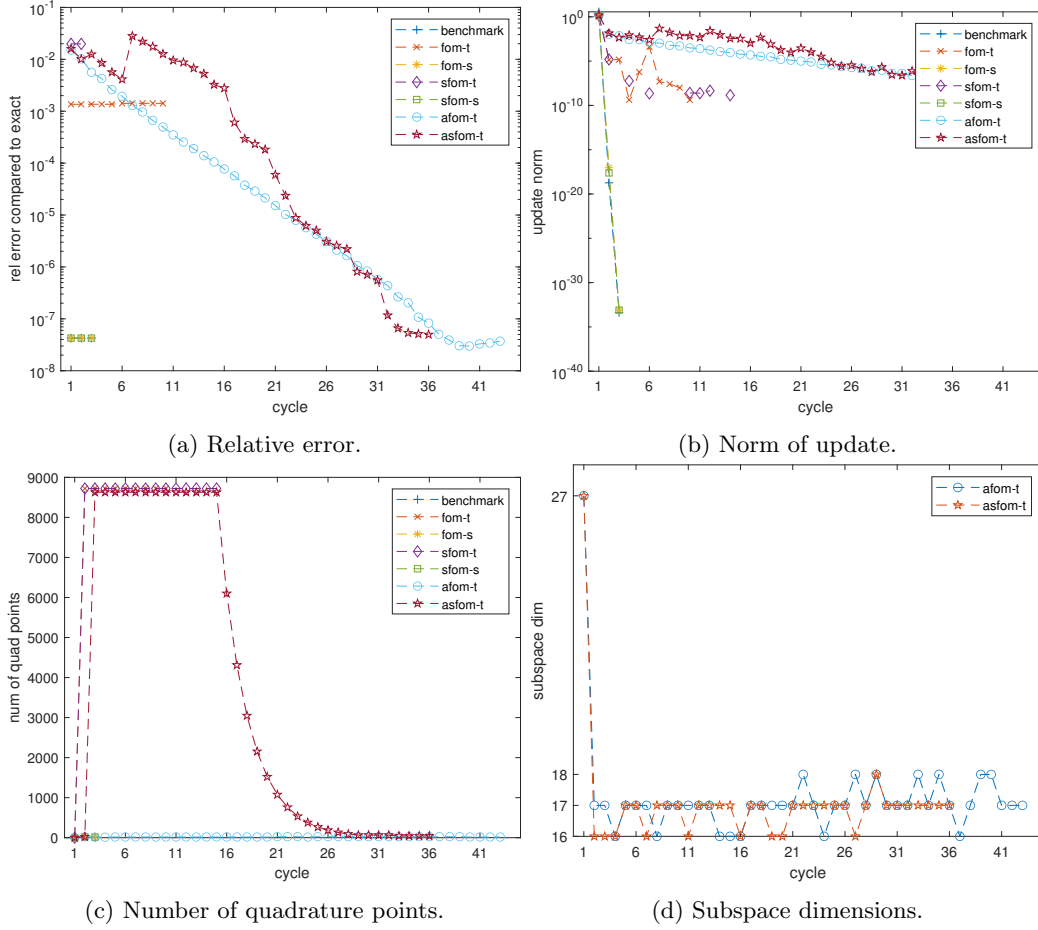 10^0
10^-1
10^-2
10^-3
10^-4
10^-5
10^-6
10^-7
10^-8
rel error compared to exact
1 6 11 16 21 26 31 36 41
cycle
benchmark
fom-t
fom-s
sfom-t
sfom-s
afom-t
asfom-t
(a) Relative error.
10^0
10^-10
10^-20
10^-30
10^-40
update norm
1 6 11 16 21 26 31 36 41
cycle
benchmark
fom-t
fom-s
sfom-t
sfom-s
afom-t
asfom-t
(b) Norm of update.
9000
8000
7000
6000
5000
4000
3000
2000
1000
0
num of quad points
1 6 11 16 21 26 31 36 41
cycle
benchmark
fom-t
fom-s
sfom-t
sfom-s
afom-t
asfom-t
(c) Number of quadrature points.
27
18
17
16
subspace dim
1 6 11 16 21 26 31 36 41
cycle
afom-t
asfom-t
(d) Subspace dimensions.